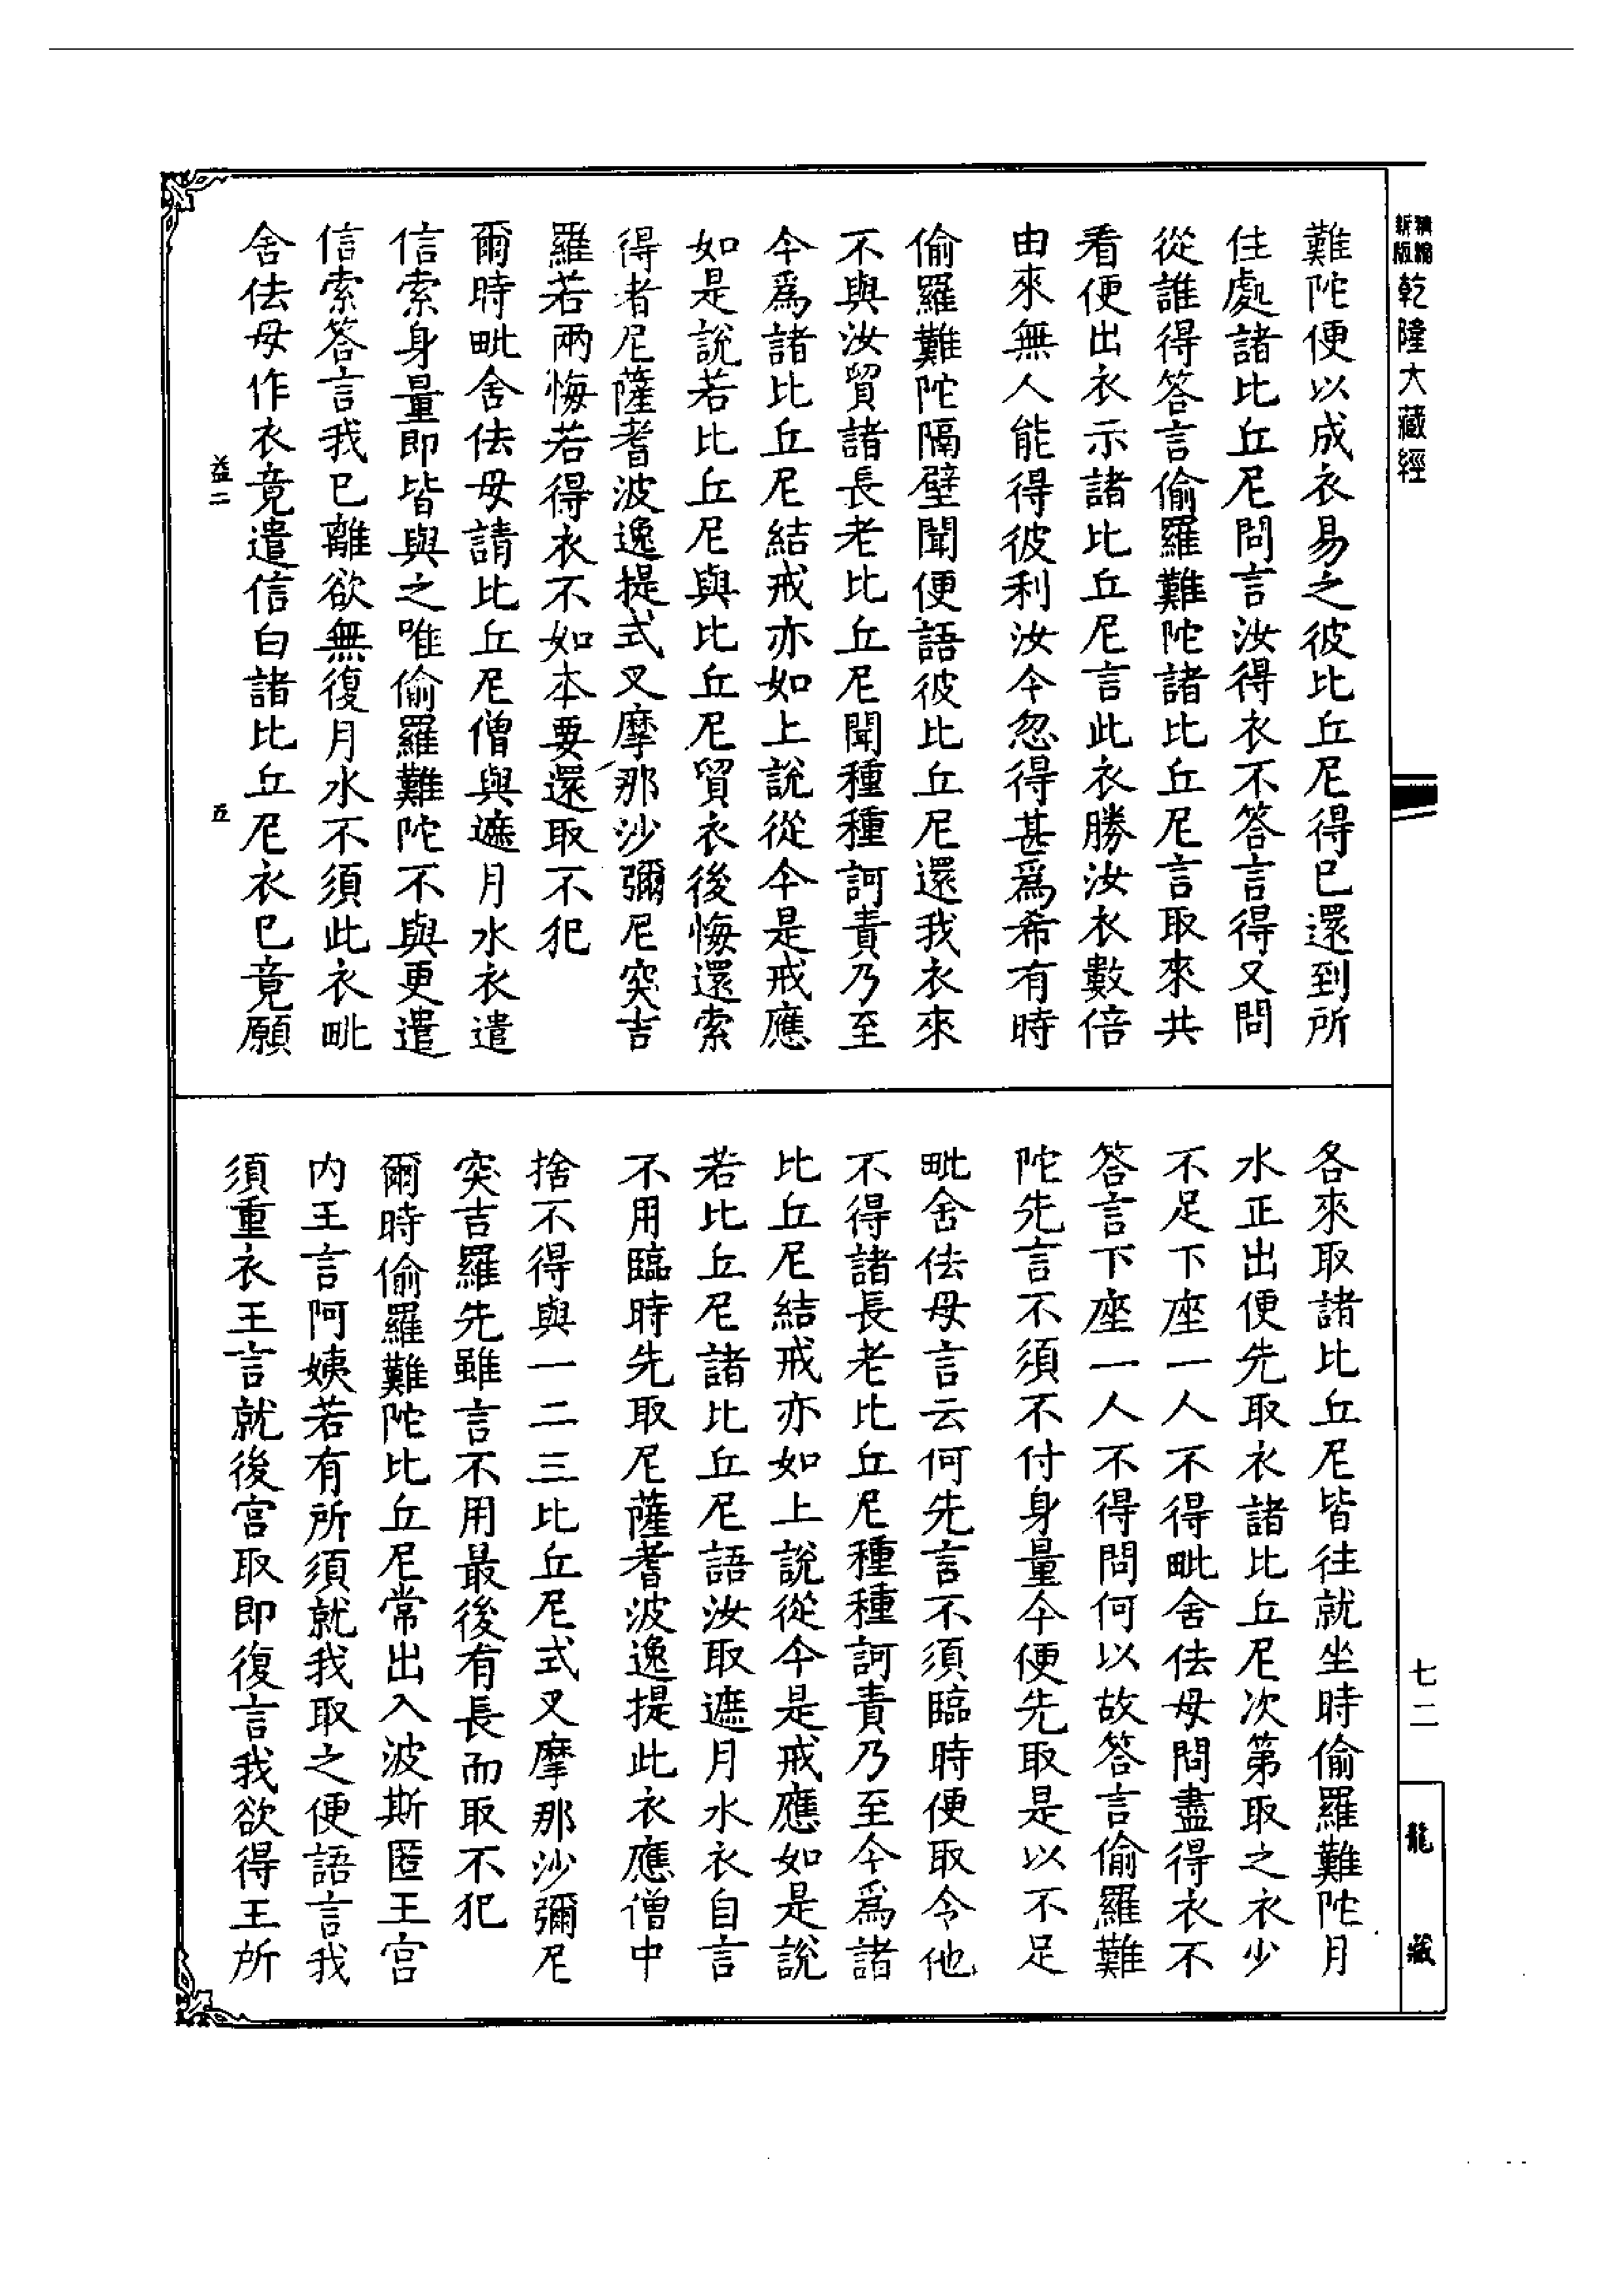 新版精縮乾隆大藏經
難陀便以成衣易之彼比丘尼得已還到所
住處諸比丘尼問言汝得衣不答言得又問
從誰得答言偷羅難陀諸比丘尼言取來共
看便出衣示諸比丘尼言此衣勝汝衣數倍
由來無人能得彼利汝今忽得甚爲希有時
偷羅難陀隔壁聞便語彼比丘尼還我衣來
不與汝貿諸長老比丘尼聞種種訶責乃至
今爲諸比丘尼結戒亦如上說從今是戒應
如是說若比丘尼與比丘尼貿衣後悔還索
得者尼薩耆波逸提式叉摩那沙彌尼突吉
羅若兩悔若得衣不如本要還取不犯
爾時毗舍佉母請比丘尼僧與遮月水衣遣
信索身量即皆與之唯偷羅難陀不與更遣
信索答言我已離欲無復月水不須此衣毗
舍佉母作衣竟遣信白諸比丘尼衣已竟願
益二
五
各來取諸比丘尼皆往就坐時偷羅難陀月
水正出便先取衣諸比丘尼次第取之衣少
不足下座一人不得毗舍佉母問盡得衣不
答言下座一人不得問何以故答言偷羅難
陀先言不須不付身量今便先取是以不足
毗舍佉母言云何先言不須臨時便取令他
不得諸長老比丘尼種種訶責乃至今爲諸
比丘尼結戒亦如上說從今是戒應如是說
若比丘尼諸比丘尼語汝取遮月水衣自言
不用臨時先取尼薩耆波逸提此衣應僧中
捨不得與一二三比丘尼式叉摩那沙彌尼
突吉羅先雖言不用最後有長而取不犯
爾時偷羅難陀比丘尼常出入波斯匿王宮
内王言阿姨若有所須就我取之便語言我
須重衣王言就後宮取即復言我欲得王所
七二
龍藏